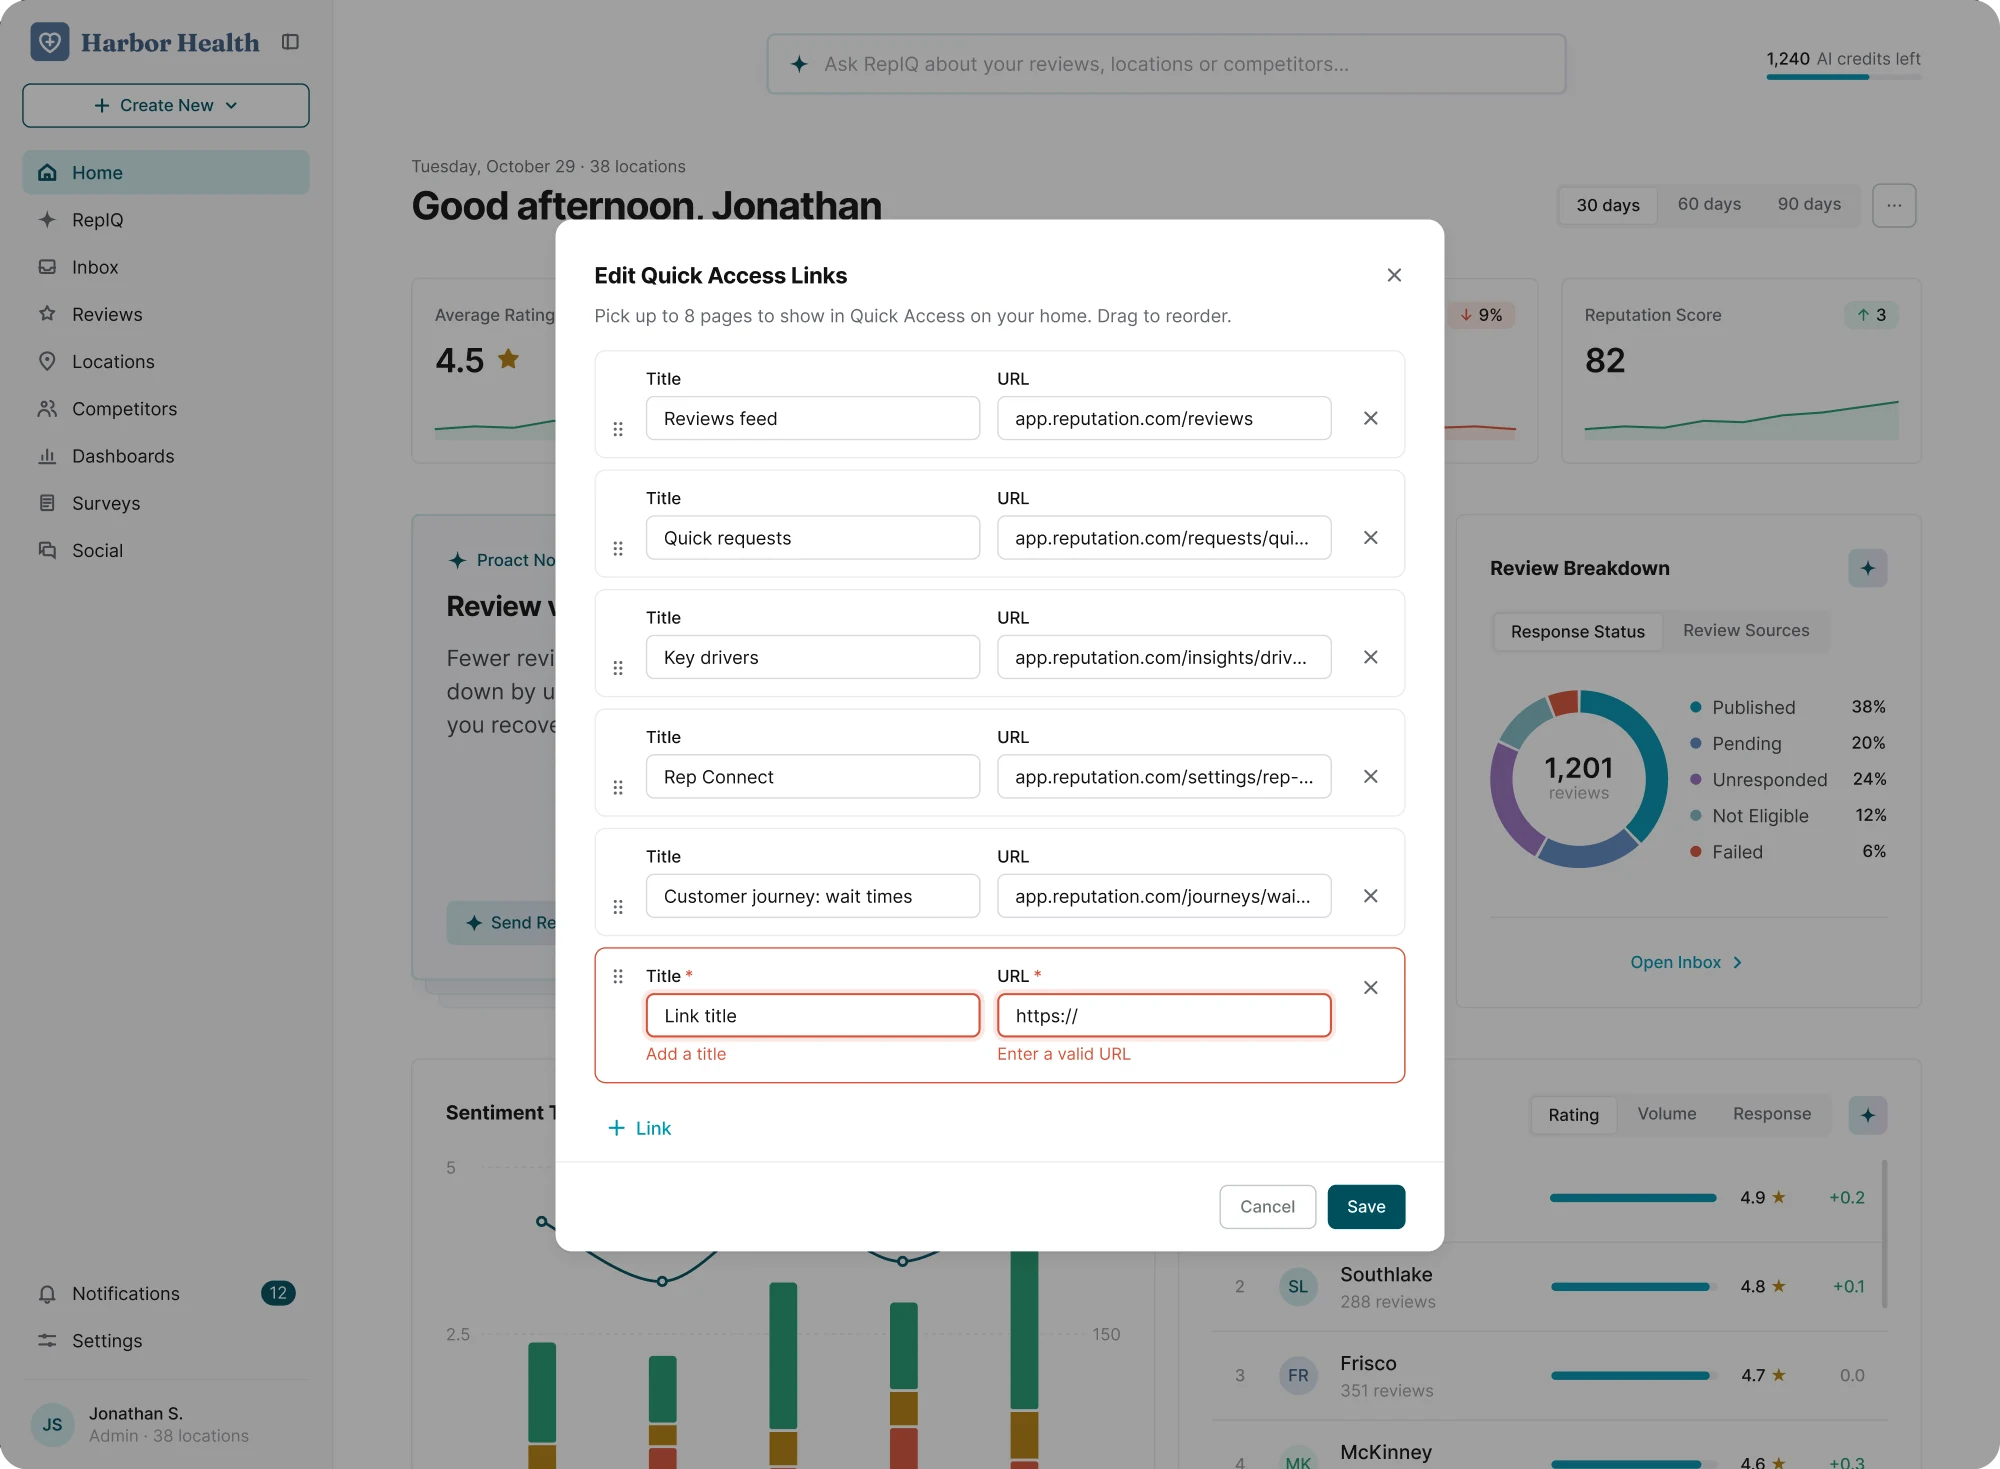 Harbor Health
Create New
Home
RepIQ
Inbox
Reviews
Locations
Competitors
Dashboards
Surveys
Social
Notifications 12
Settings
JS
Jonathan S.
Admin · 38 locations
Ask RepIQ about your reviews, locations or competitors...
1,240 AI credits left
Tuesday, October 29 · 38 locations
Good afternoon, Jonathan
30 days 60 days 90 days
Average Rating
4.5
9%
Reputation Score 3
82
Proact No
Review
Fewer revi
down by u
you recove
Send Re
Edit Quick Access Links
Pick up to 8 pages to show in Quick Access on your home. Drag to reorder.
Title URL
Reviews feed app.reputation.com/reviews
Title URL
Quick requests app.reputation.com/requests/qui...
Title URL
Key drivers app.reputation.com/insights/driv...
Title URL
Rep Connect app.reputation.com/settings/rep-...
Title URL
Customer journey: wait times app.reputation.com/journeys/wai...
Title * URL *
Link title https://
Add a title Enter a valid URL
+ Link
Cancel Save
Review Breakdown
Response Status Review Sources
1,201
reviews
Published 38%
Pending 20%
Unresponded 24%
Not Eligible 12%
Failed 6%
Open Inbox
Sentiment T
5
2.5
150
Rating Volume Response
4.9 +0.2
2 SL Southlake 4.8 +0.1
288 reviews
3 FR Frisco 4.7 0.0
351 reviews
4 MK McKinney 4.6 +0.3